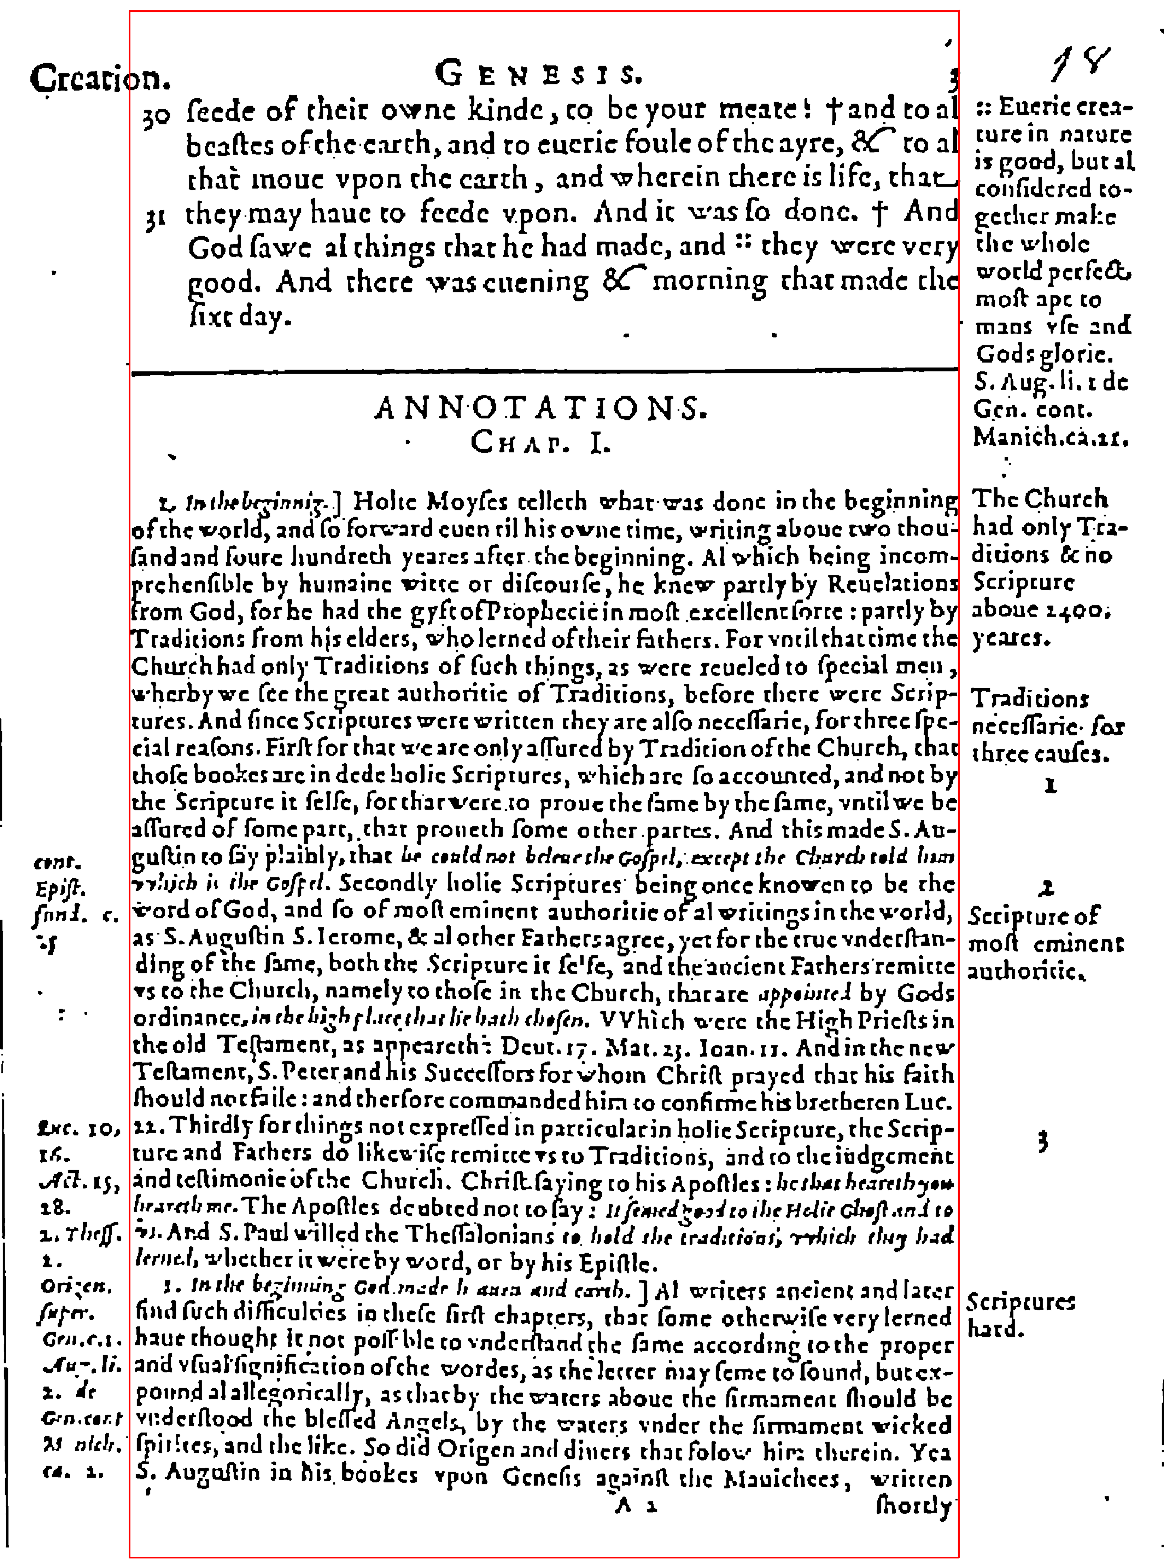 Creation. GENESIS. 3
18
30 ſeede of their owne kinde, to be your meate: † and to al
beaſtes of the earth, and to euerie foule of the ayre, & to al
that moue vpon the earth, and wherein there is life, that
31 they may haue to feede vpon. And it was ſo done. † And
God ſawe al things that he had made, and :: they were very
good. And there was euening & morning that made the
ſixt day.
:: Euerie crea-
ture in nature
is good, but al
conſidered to-
gether make
the whole
world perfect,
moſt apt to
mans vſe and
Gods glorie.
S. Aug. li. 1 de
Gen. cont.
Manich. ca. 21.
ANNOTATIONS.
CHAP. I.
1. In the beginnig.] Holie Moyſes telleth what was done in the beginning
of the world, and ſo forward euen til his owne time, writing aboue two thou-
ſand and foure hundreth yeares after the beginning. Al which being incom-
prehenſible by humaine witte or diſcourſe, he knew partly by Reuelations
from God, for he had the gyft of Prophecie in moſt excellent ſorte: partly by
Traditions from his elders, who lerned of their fathers. For vntil that time the
Church had only Traditions of ſuch things, as were reueled to ſpecial men,
wherby we ſee the great authoritie of Traditions, before there were Scrip-
tures. And ſince Scriptures were written they are alſo neceſſarie, for three ſpe-
cial reaſons. Firſt for that we are only aſſured by Tradition of the Church, that
thoſe bookes are in dede holie Scriptures, which are ſo accounted, and not by
the Scripture it ſelfe, for that were to proue the ſame by the ſame, vntil we be
aſſured of ſome part, that proueth ſome other partes. And this made S. Au-
guſtin to ſay plainly, that he could not beleue the Goſpel, except the Church told him
vvhich is the Goſpel. Secondly holie Scriptures being once knowen to be the
word of God, and ſo of moſt eminent authoritie of al writings in the world,
as S. Auguſtin S. Ierome, & al other Fathers agree, yet for the true vnderſtan-
ding of the ſame, both the Scripture it ſelfe, and the ancient Fathers remitte
vs to the Church, namely to thoſe in the Church, that are appointed by Gods
ordinance, in the high place that he hath choſen. VVhich were the High Prieſts in
the old Teſtament, as appeareth: Deut. 17. Mat. 23. Ioan. 11. And in the new
Teſtament, S. Peter and his Succeſſors for whom Chriſt prayed that his faith
ſhould not faile: and therfore commanded him to confirme his bretheren Luc.
22. Thirdly for things not expreſſed in particular in holie Scripture, the Scrip-
ture and Fathers do likewiſe remitte vs to Traditions, and to the iudgement
and teſtimonie of the Church. Chriſt ſaying to his Apoſtles: he that heareth you
heareth me. The Apoſtles doubted not to ſay: It ſemed good to the Holie Ghoſt and to
vs. And S. Paul willed the Theſſalonians to hold the traditions, vvhich they had
lerned, whether it were by word, or by his Epiſtle.
1. In the beginning God made heauen and earth.] Al writers ancient and later
find ſuch difficulties in theſe firſt chapters, that ſome otherwiſe very lerned
haue thought it not poſſible to vnderſtand the ſame according to the proper
and vſual ſignification of the wordes, as the letter may ſeme to ſound, but ex-
pound al allegorically, as that by the waters aboue the firmament ſhould be
vnderſtood the bleſſed Angels, by the waters vnder the firmament wicked
ſpirites, and the like. So did Origen and diuers that folow him therein. Yea
S. Auguſtin in his bookes vpon Geneſis againſt the Manichees, written
A 2 ſhortly
The Church
had only Tra-
ditions & no
Scripture
aboue 2400.
yeares.
Traditions
neceſſarie for
three cauſes.
1
2
Scripture of
moſt eminent
authoritie.
3
Scriptures
hard.
cont.
Epiſt.
fund. c.
5
Luc. 10,
16.
Act. 15,
28.
2. Theſſ.
2.
Origen.
ſuper.
Gen. c. 1.
Aug. li.
2. de
Gen. cont
Manich.
ca. 2.